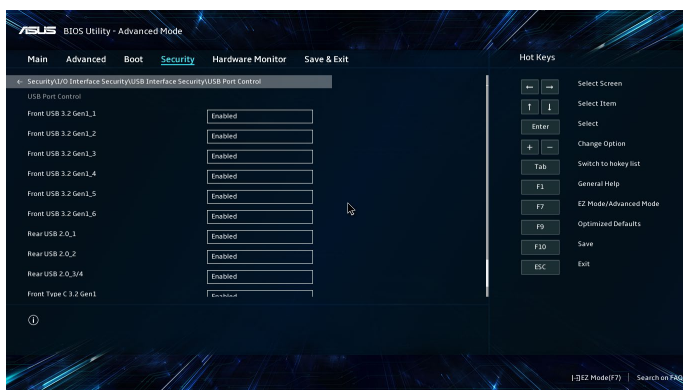 ASUS BIOS Utility - Advanced Mode
Main Advanced Boot Security Hardware Monitor Save & Exit
Hot Keys
← Security\I/O Interface Security\USB Interface Security\USB Port Control
USB Port Control
Front USB 3.2 Gen1_1 Enabled
Front USB 3.2 Gen1_2 Enabled
Front USB 3.2 Gen1_3 Enabled
Front USB 3.2 Gen1_4 Enabled
Front USB 3.2 Gen1_5 Enabled
Front USB 3.2 Gen1_6 Enabled
Rear USB 2.0_1 Enabled
Rear USB 2.0_2 Enabled
Rear USB 2.0_3/4 Enabled
Front Type C 3.2 Gen1 Enabled
← → Select Screen
↑ ↓ Select Item
Enter Select
+ − Change Option
Tab Switch to hokey list
F1 General Help
F7 EZ Mode/Advanced Mode
F9 Optimized Defaults
F10 Save
ESC Exit
EZ Mode(F7) | Search on FAQ